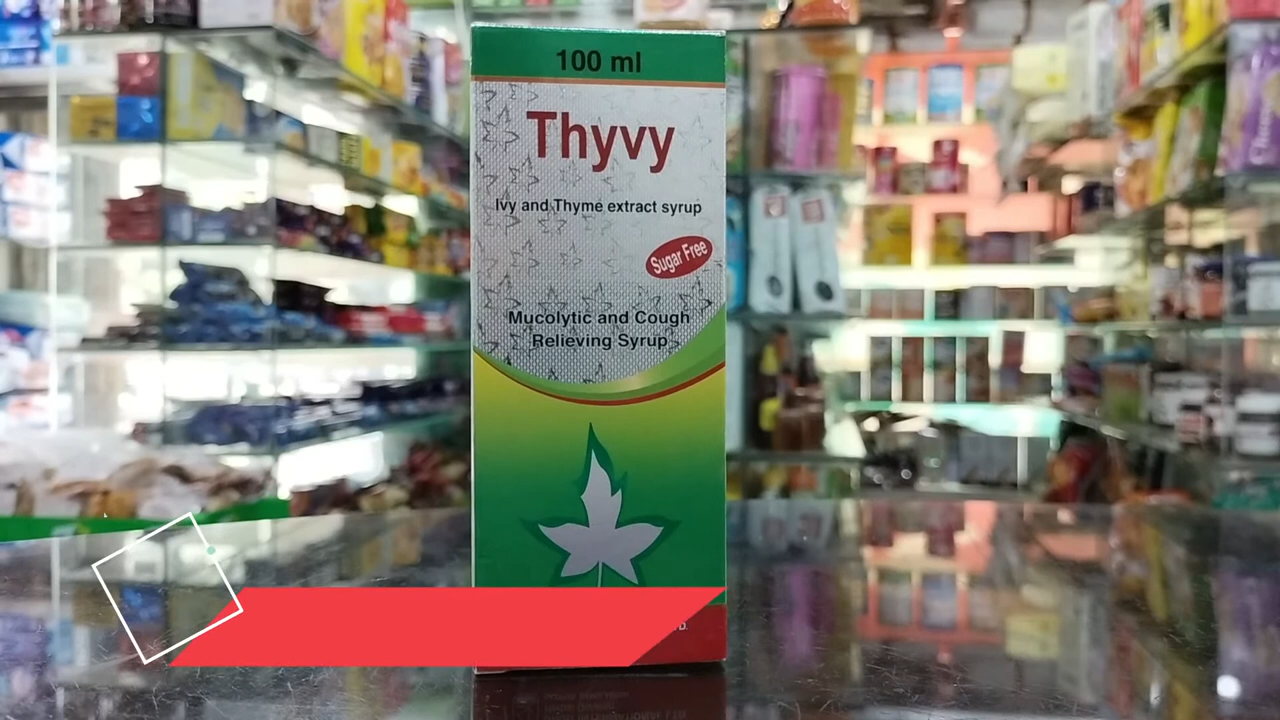 100 ml
Thyvy
Ivy and Thyme extract syrup
Sugar Free
Mucolytic and Cough
Relieving Syrup